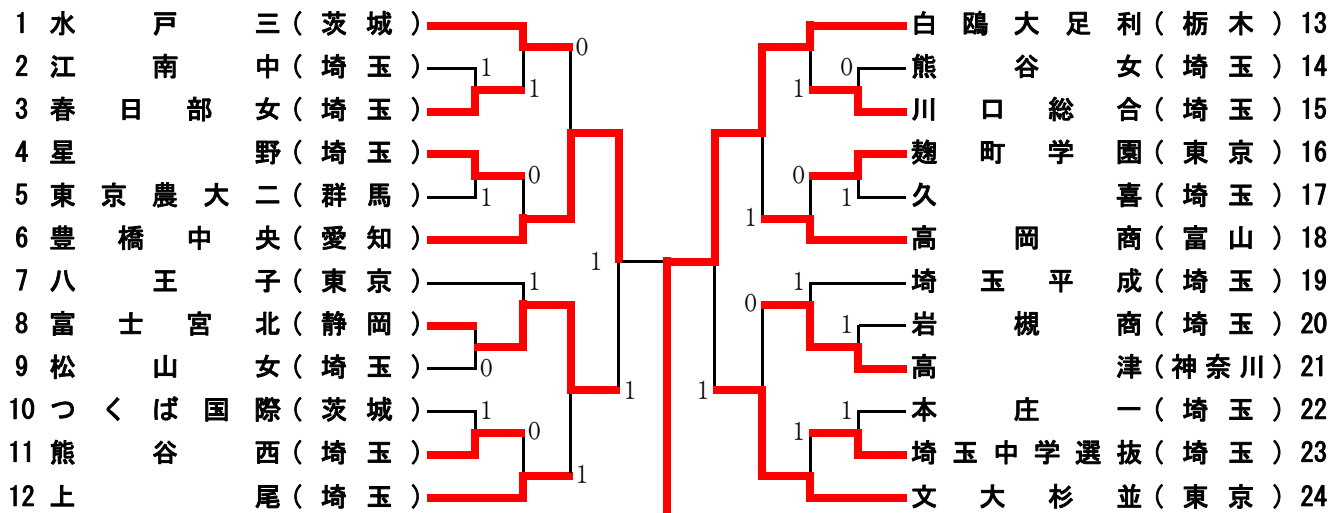 1 水戸三(茨城)
2 江南中(埼玉)
3 春日部女(埼玉)
4 星野(埼玉)
5 東京農大二(群馬)
6 豊橋中央(愛知)
7 八王子(東京)
8 富士宮北(静岡)
9 松山女(埼玉)
10 つくば国際(茨城)
11 熊谷西(埼玉)
12 上尾(埼玉)
0
1
1
0
1
1
1
0
1
1
0
1
白鴎大足利(栃木) 13
熊谷女(埼玉) 14
川口総合(埼玉) 15
麹町学園(東京) 16
久喜(埼玉) 17
高岡商(富山) 18
埼玉平成(埼玉) 19
岩槻商(埼玉) 20
高津(神奈川) 21
本庄一(埼玉) 22
埼玉中学選抜(埼玉) 23
文大杉並(東京) 24
0
1
0
1
1
1
0
1
1
1
1